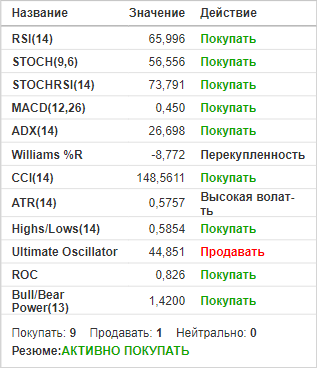 Название Значение Действие
RSI(14) 65,996 Покупать
STOCH(9,6) 56,556 Покупать
STOCHRSI(14) 73,791 Покупать
MACD(12,26) 0,450 Покупать
ADX(14) 26,698 Покупать
Williams %R -8,772 Перекупленность
CCI(14) 148,5611 Покупать
ATR(14) 0,5757 Высокая волат-
ть
Highs/Lows(14) 0,5854 Покупать
Ultimate Oscillator 44,851 Продавать
ROC 0,826 Покупать
Bull/Bear
Power(13) 1,4200 Покупать
Покупать: 9 Продавать: 1 Нейтрально: 0
Резюме:АКТИВНО ПОКУПАТЬ